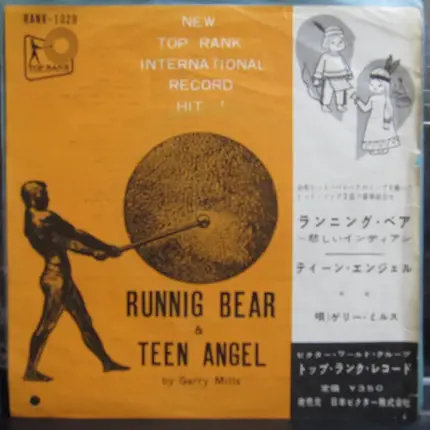 RANK-1028
TOP RANK
NEW
TOP RANK
INTERNATIONAL
RECORD
HIT !
RUNNIG BEAR
&
TEEN ANGEL
by Garry Mills
ランニング・ベア
〜悲しいインディアン
ティーン・エンジェル
唄)ゲリー・ミルス
ビクター・ワールド・グループ
トップ・ランク・レコード
定価 ¥350
発売元 日本ビクター株式会社